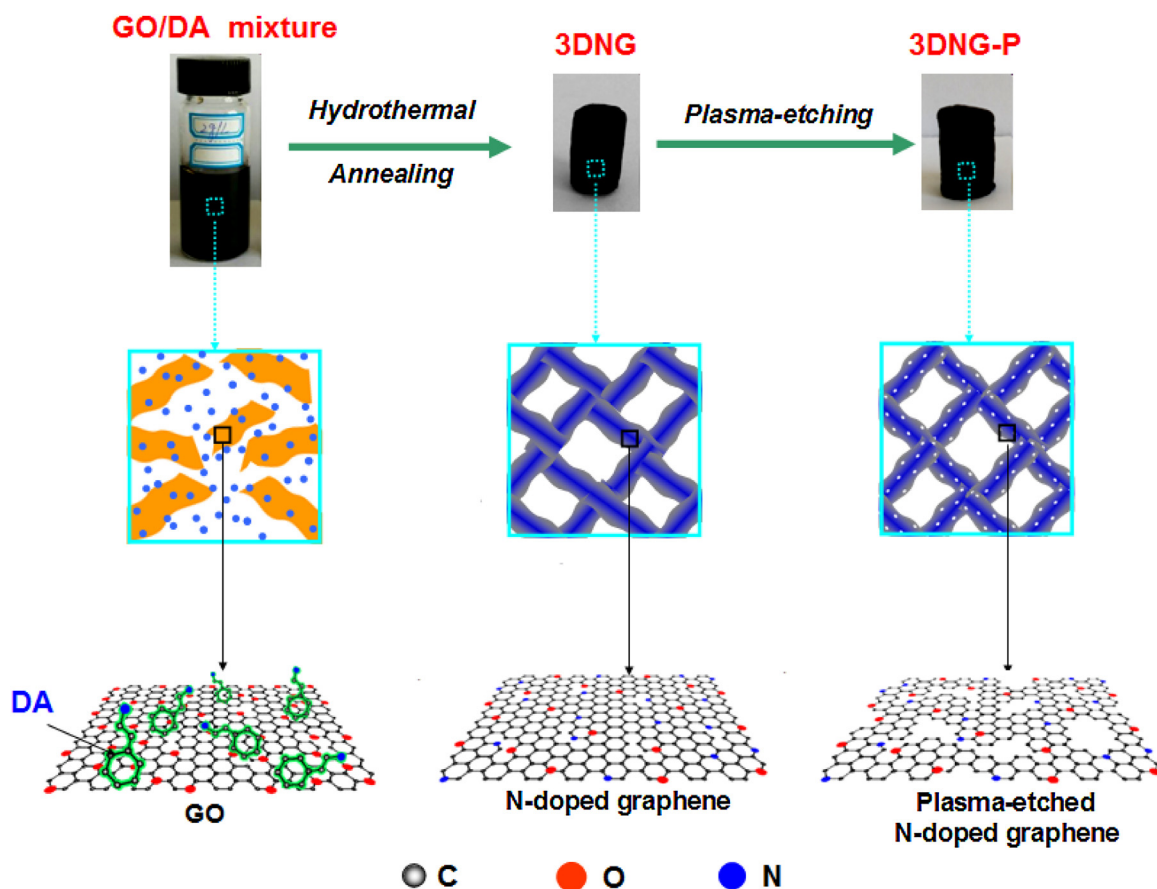 GO/DA mixture
3DNG
3DNG-P
Hydrothermal
Annealing
Plasma-etching
DA
GO
N-doped graphene
Plasma-etched
N-doped graphene
C
O
N